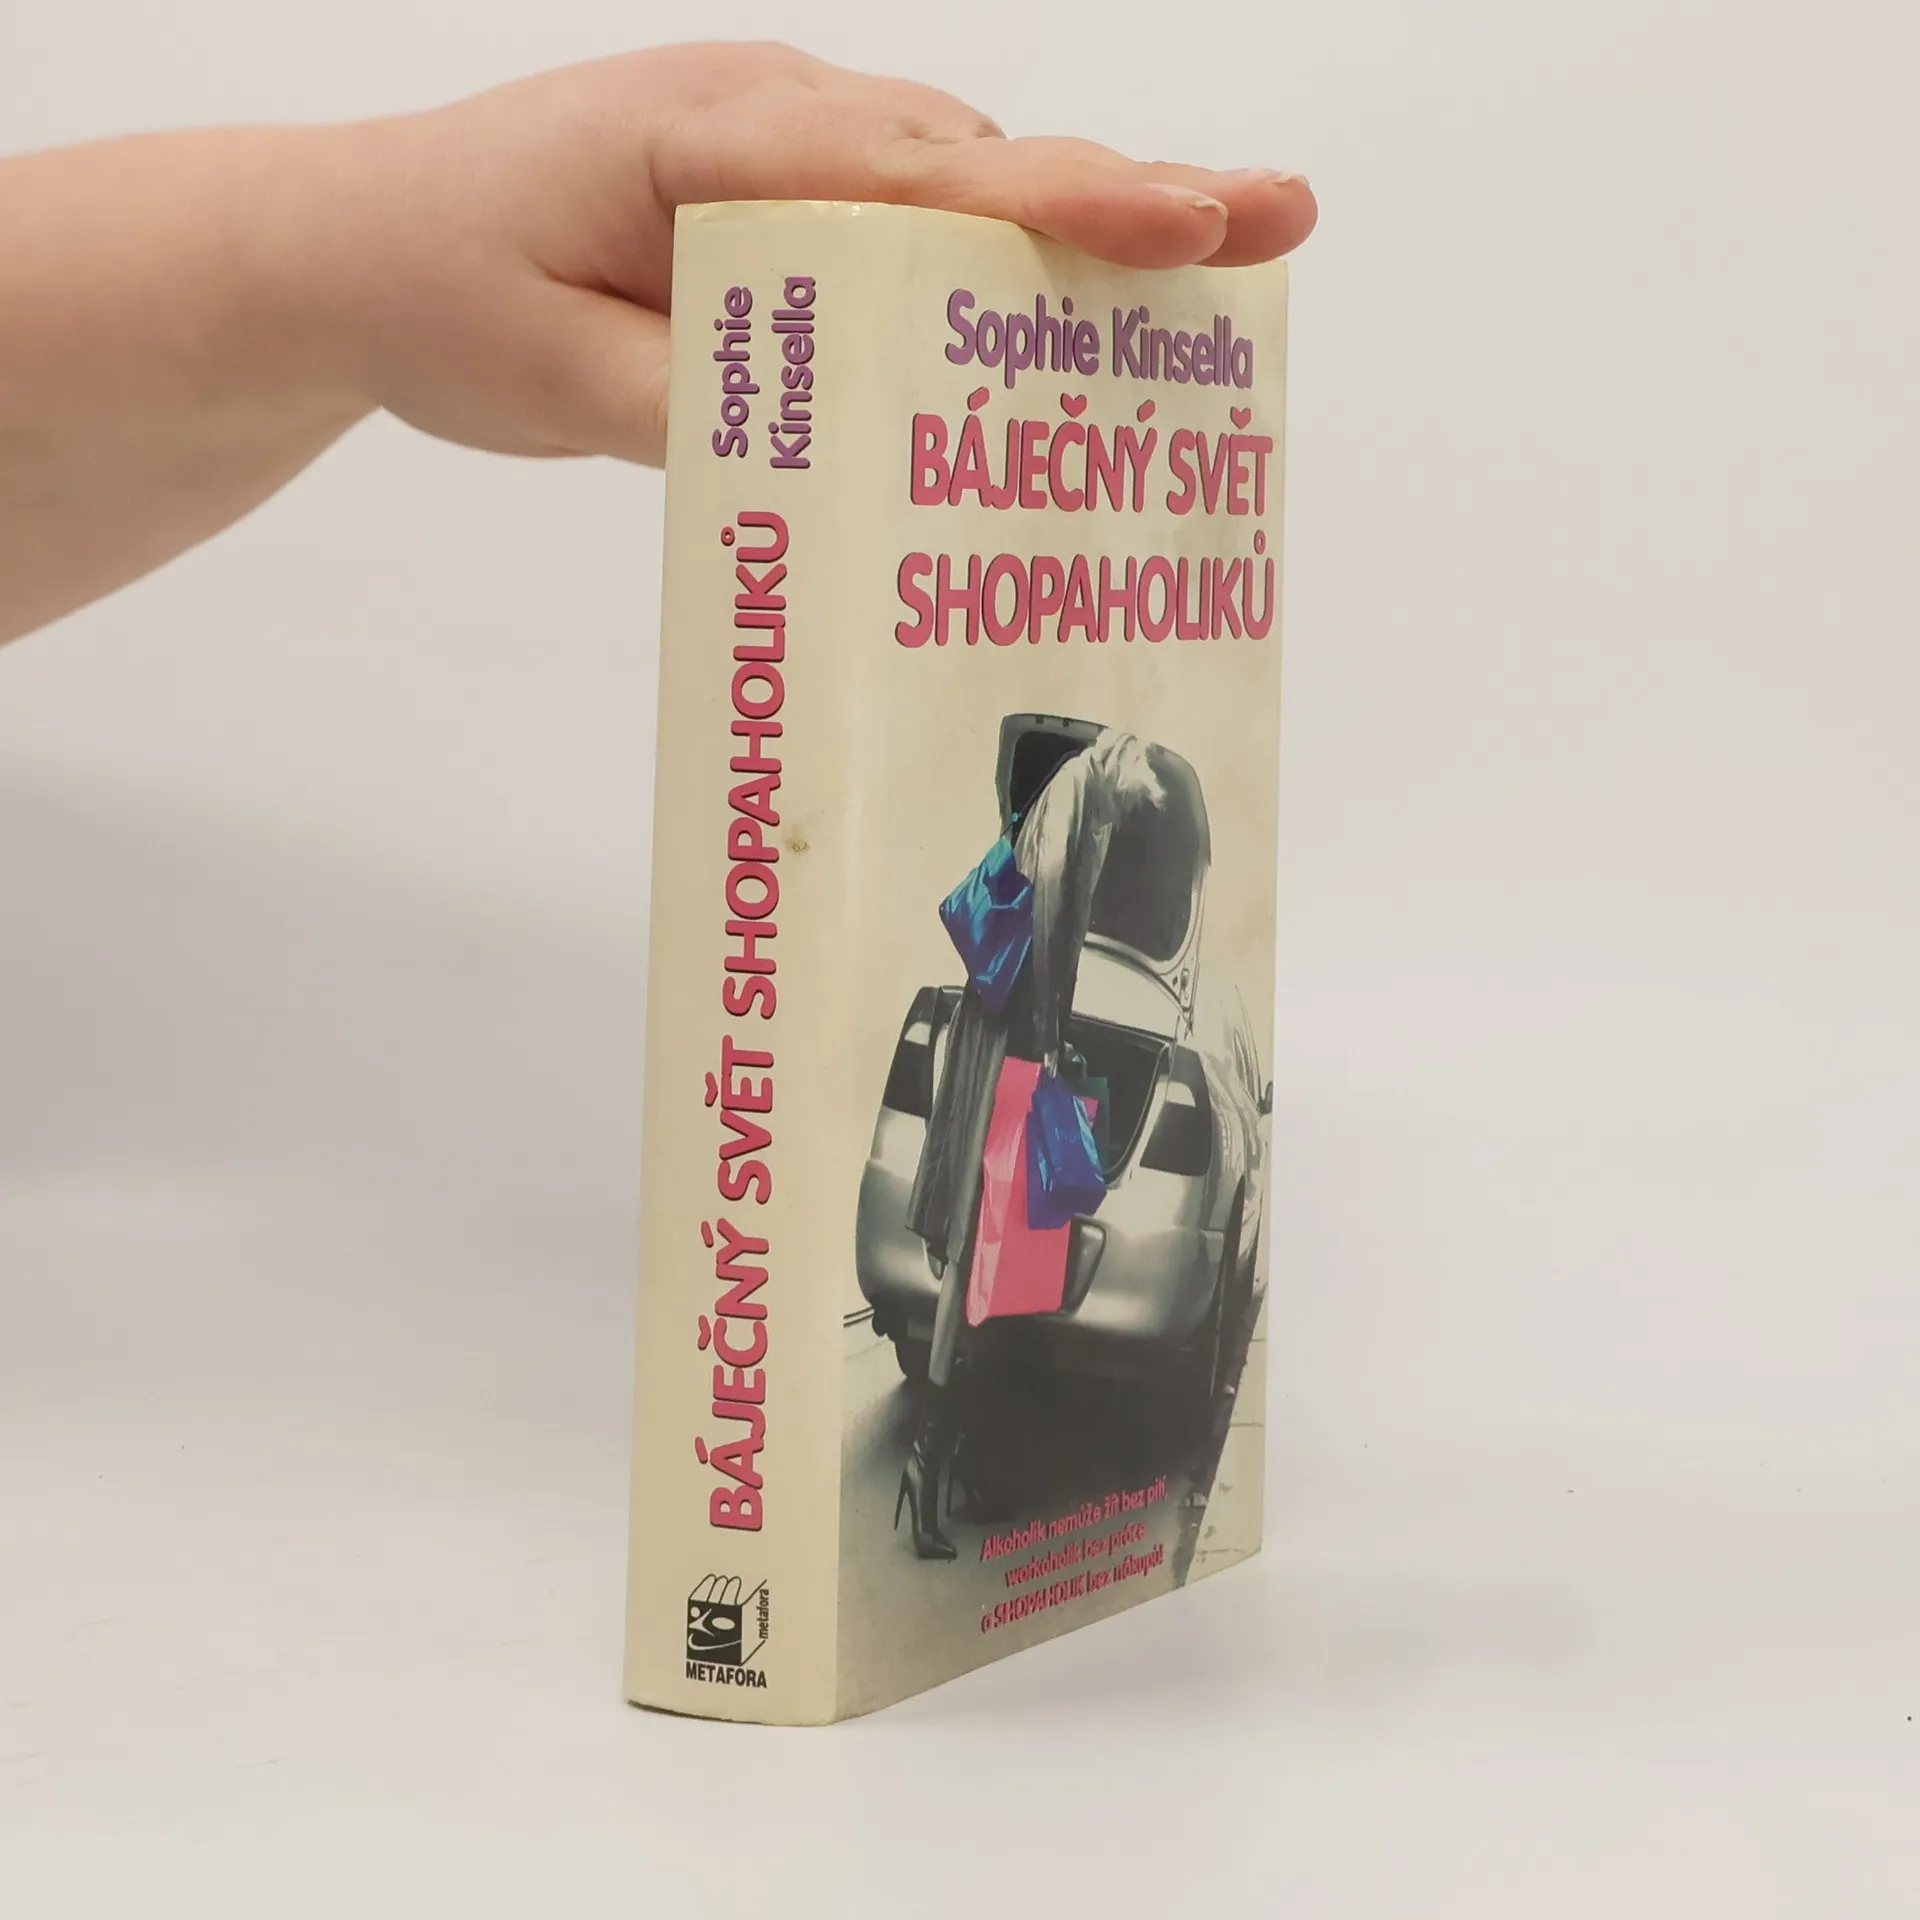 Sophie
Kinsella
BÁJEČNÝ SVĚT SHOPAHOLIKŮ
metafora
METAFORA
Sophie Kinsella
BÁJEČNÝ SVĚT
SHOPAHOLIKŮ
Alkoholik nemůže žít bez pití,
workoholik bez práce
a SHOPAHOLIK bez nákupů!